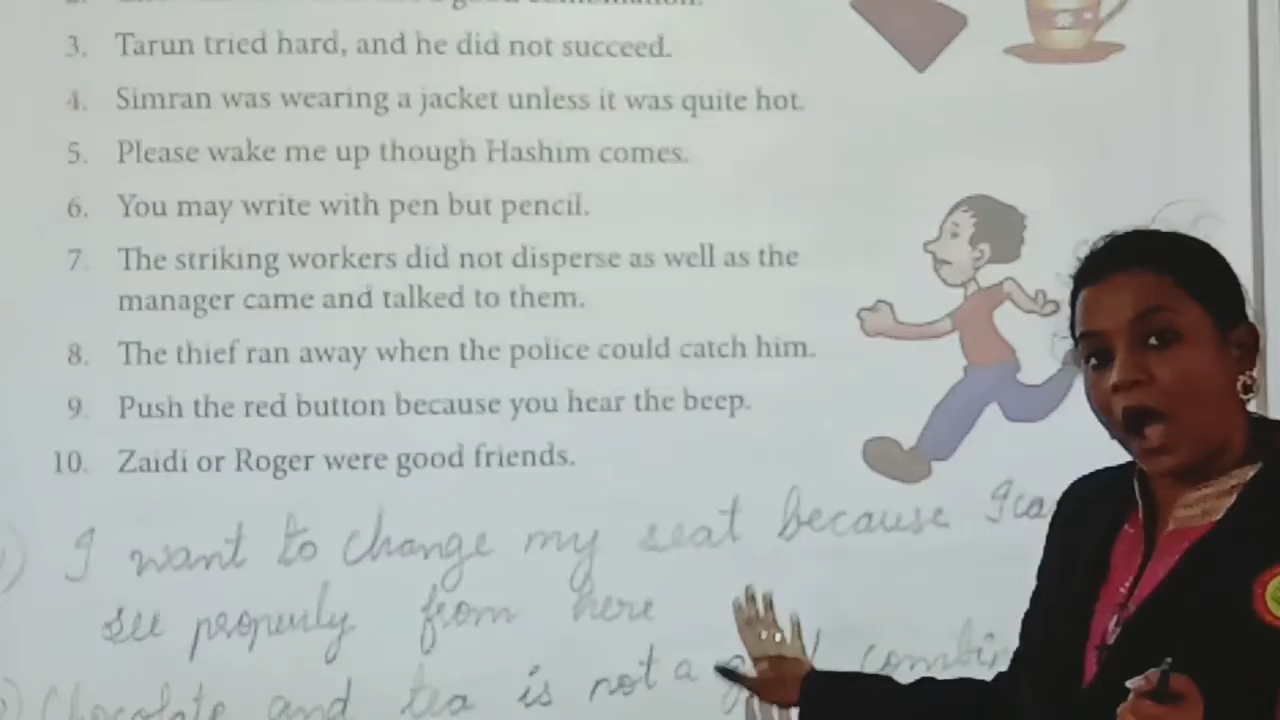 3. Tarun tried hard, and he did not succeed.
4. Simran was wearing a jacket unless it was quite hot.
5. Please wake me up though Hashim comes.
6. You may write with pen but pencil.
7. The striking workers did not disperse as well as the
manager came and talked to them.
8. The thief ran away when the police could catch him.
9. Push the red button because you hear the beep.
10. Zaidi or Roger were good friends.
I want to change my seat because I ca
see properly from here
Chocolate and tea is not a